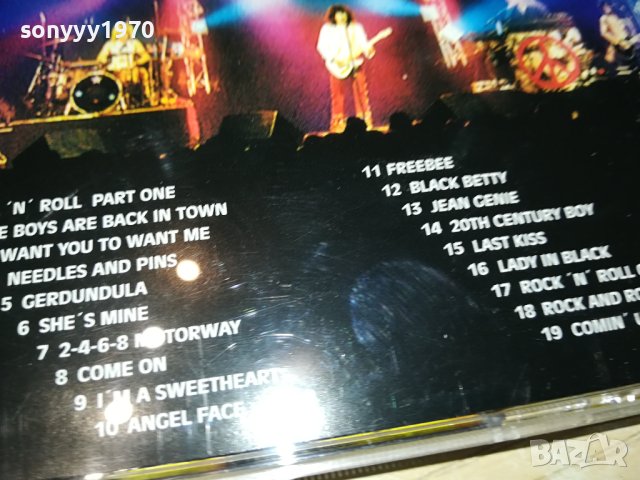 sonyyy1970
´N´ ROLL PART ONE
BOYS ARE BACK IN TOWN
WANT YOU TO WANT ME
NEEDLES AND PINS
5 GERDUNDULA
6 SHE´S MINE
7 2-4-6-8 MOTORWAY
8 COME ON
9 I´M A SWEETHEART
10 ANGEL FACE
11 FREEBEE
12 BLACK BETTY
13 JEAN GENIE
14 20TH CENTURY BOY
15 LAST KISS
16 LADY IN BLACK
17 ROCK ´N´ ROLL
18 ROCK AND
19 COMIN´
BAZAR